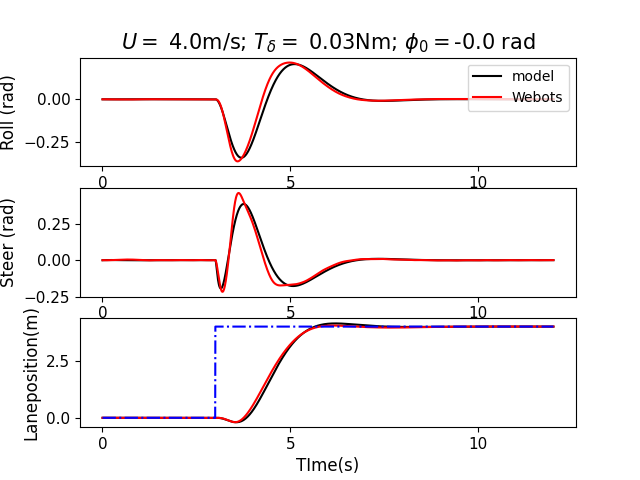 U = 4.0m/s; T_δ = 0.03Nm; ϕ_0 = -0.0 rad
Roll (rad)
0.00
−0.25
model
Webots
0 5 10
Steer (rad)
0.25
0.00
−0.25
0 5 10
Laneposition(m)
2.5
0.0
0 5 10
TIme(s)